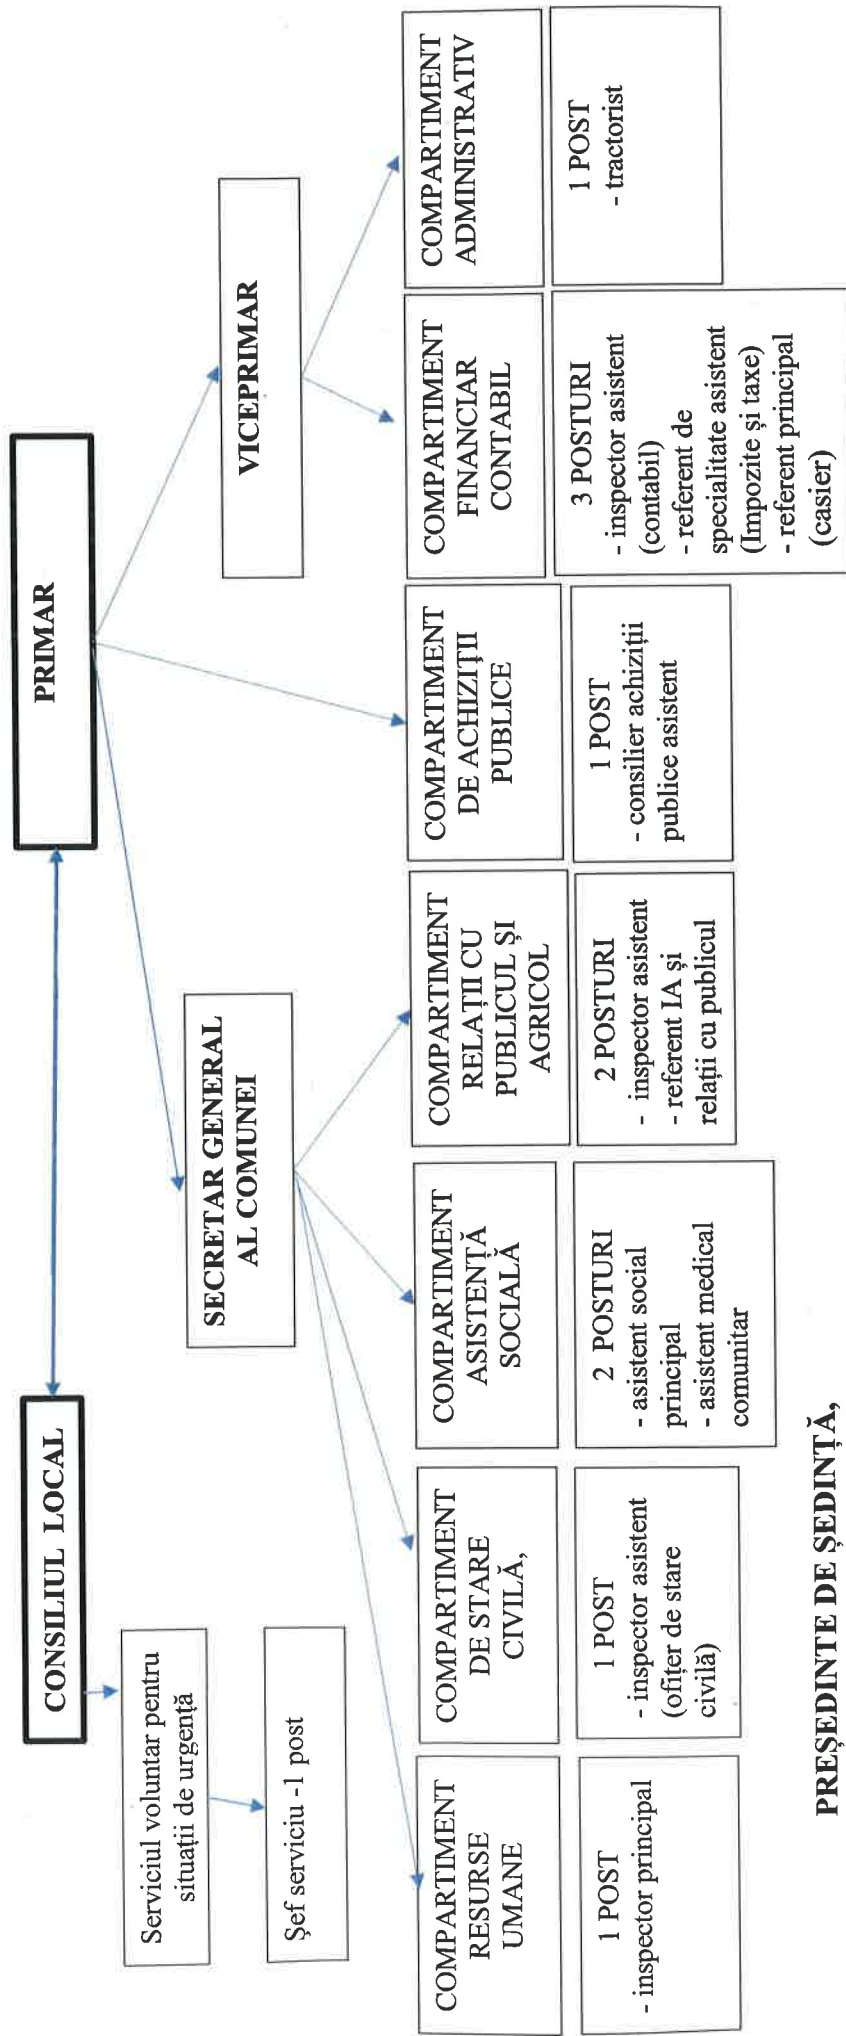 CONSILIUL LOCAL
PRIMAR
Serviciul voluntar pentru
situații de urgență
Șef serviciu -1 post
SECRETAR GENERAL
AL COMUNEI
VICEPRIMAR
COMPARTIMENT
RESURSE
UMANE
1 POST
- inspector principal
COMPARTIMENT
DE STARE
CIVILĂ,
1 POST
- inspector asistent
(ofițer de stare
civilă)
COMPARTIMENT
ASISTENȚĂ
SOCIALĂ
2 POSTURI
- asistent social
principal
- asistent medical
comunitar
COMPARTIMENT
RELAȚII CU
PUBLICUL ȘI
AGRICOL
2 POSTURI
- inspector asistent
- referent IA și
relații cu publicul
COMPARTIMENT
DE ACHIZIȚII
PUBLICE
1 POST
- consilier achiziții
publice asistent
COMPARTIMENT
FINANCIAR
CONTABIL
3 POSTURI
- inspector asistent
(contabil)
- referent de
specialitate asistent
(Impozite și taxe)
- referent principal
(casier)
COMPARTIMENT
ADMINISTRATIV
1 POST
- tractorist
PREȘEDINTE DE ȘEDINȚĂ,